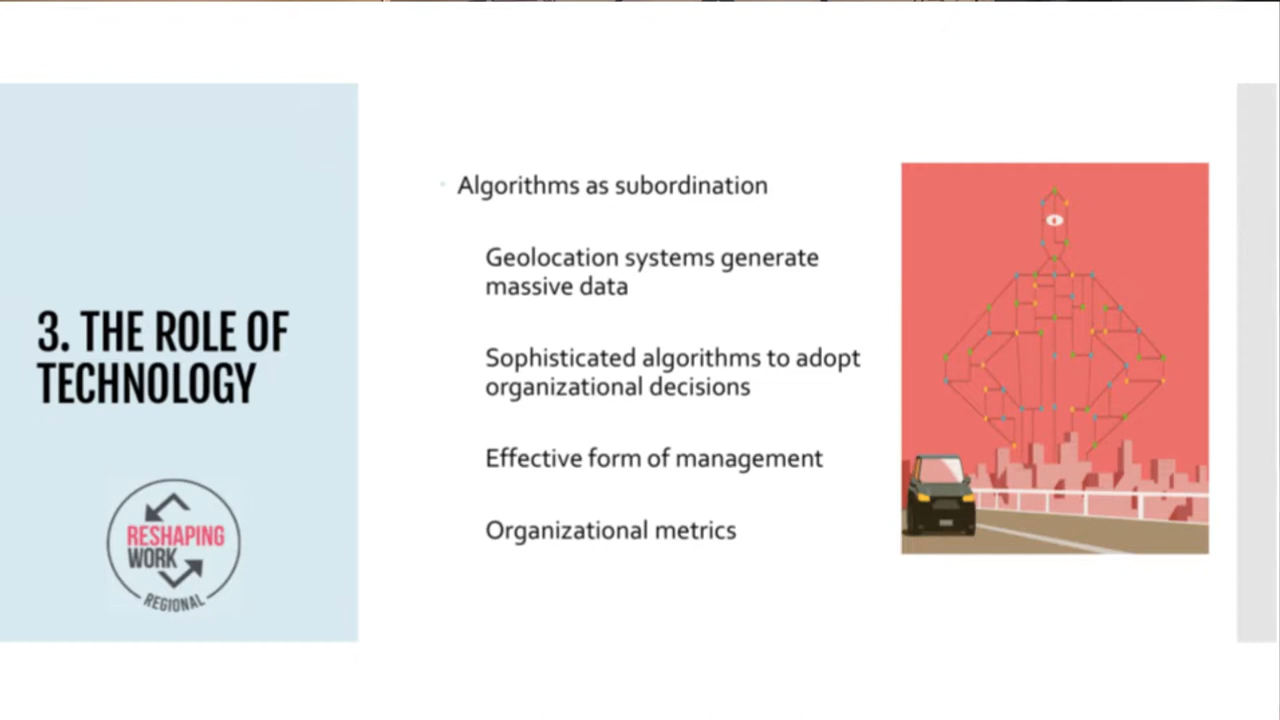 3. THE ROLE OF
TECHNOLOGY
RESHAPING
WORK
REGIONAL
Algorithms as subordination
Geolocation systems generate
massive data
Sophisticated algorithms to adopt
organizational decisions
Effective form of management
Organizational metrics